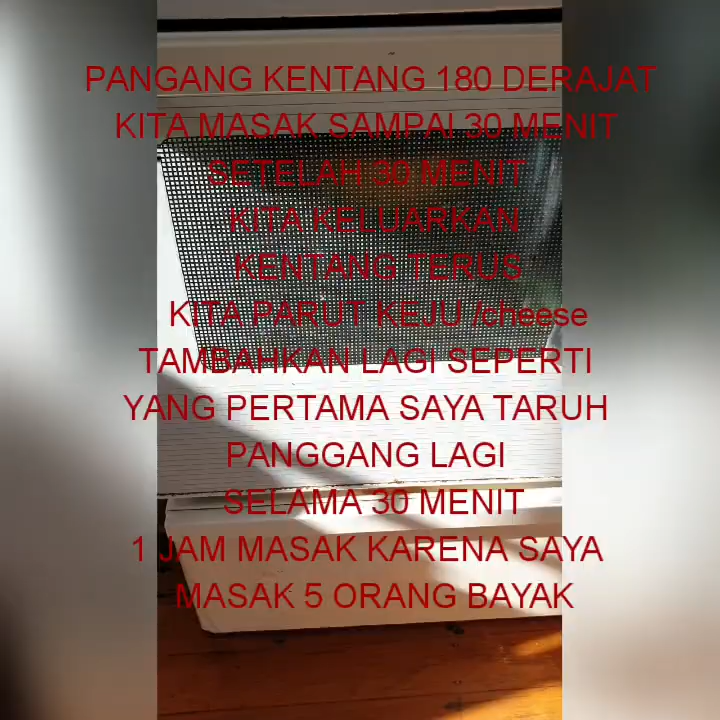 PANGANG KENTANG 180 DERAJAT
KITA MASAK SAMPAI 30 MENIT
SETELAH 30 MENIT
KITA KELUARKAN
KENTANG TERUS
KITA PARUT KEJU /cheese
TAMBAHKAN LAGI SEPERTI
YANG PERTAMA SAYA TARUH
PANGGANG LAGI
SELAMA 30 MENIT
1 JAM MASAK KARENA SAYA
MASAK 5 ORANG BAYAK